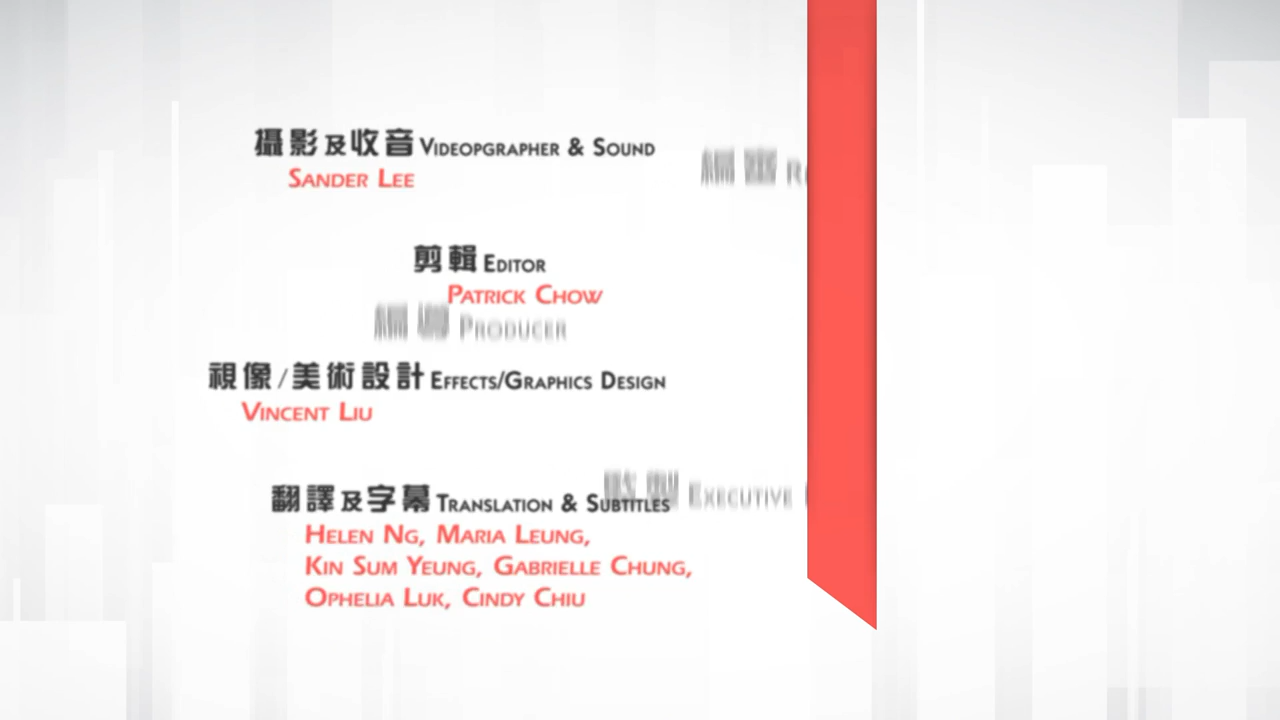 攝影及收音 VIDEOPGRAPHER & SOUND
SANDER LEE
剪輯 EDITOR
PATRICK CHOW
PRODUCER
視像/美術設計 EFFECTS/GRAPHICS DESIGN
VINCENT LIU
EXECUTIVE
翻譯及字幕 TRANSLATION & SUBTITLES
HELEN NG, MARIA LEUNG,
KIN SUM YEUNG, GABRIELLE CHUNG,
OPHELIA LUK, CINDY CHIU